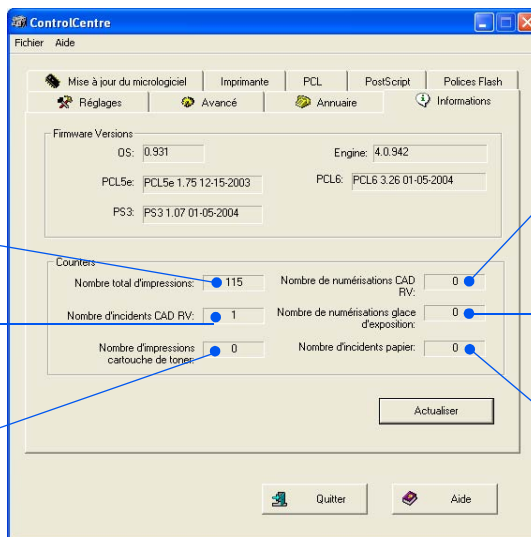 ControlCentre
Fichier Aide
Mise à jour du micrologiciel Imprimante PCL PostScript Polices Flash
Réglages Avancé Annuaire Informations
Firmware Versions
OS: 0.931 Engine: 4.0.942
PCL5e: PCL5e 1.75 12-15-2003 PCL6: PCL6 3.26 01-05-2004
PS3: PS3 1.07 01-05-2004
Counters
Nombre total d'impressions: 115
Nombre de numérisations CAD
RV: 0
Nombre d'incidents CAD RV: 1
Nombre de numérisations glace
d'exposition: 0
Nombre d'impressions
cartouche de toner: 0
Nombre d'incidents papier: 0
Actualiser
Quitter Aide